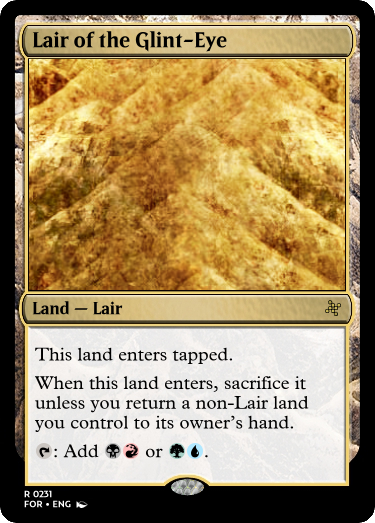 Lair of the Glint-Eye
Land — Lair
This land enters tapped.
When this land enters, sacrifice it
unless you return a non-Lair land
you control to its owner's hand.
: Add or .
R 0231
FOR • ENG